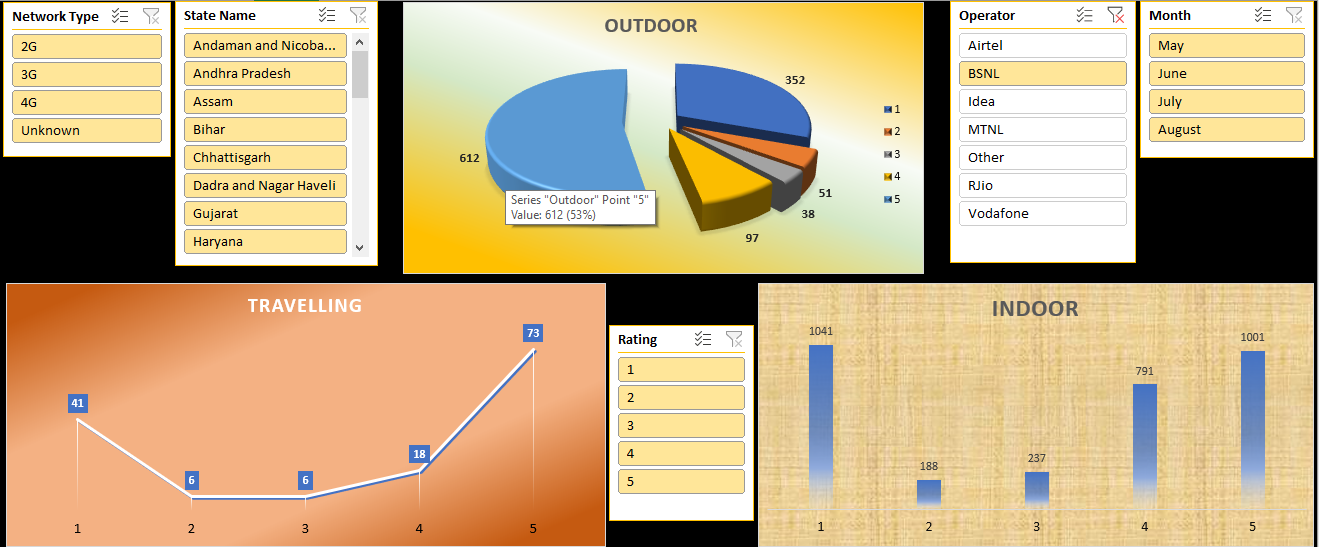 Network Type
2G
3G
4G
Unknown
State Name
Andaman and Nicoba...
Andhra Pradesh
Assam
Bihar
Chhattisgarh
Dadra and Nagar Haveli
Gujarat
Haryana
OUTDOOR
352
51
38
97
612
Series "Outdoor" Point "5"
Value: 612 (53%)
1
2
3
4
5
Operator
Airtel
BSNL
Idea
MTNL
Other
RJio
Vodafone
Month
May
June
July
August
TRAVELLING
41
6
6
18
73
1 2 3 4 5
Rating
1
2
3
4
5
INDOOR
1041
188
237
791
1001
1 2 3 4 5